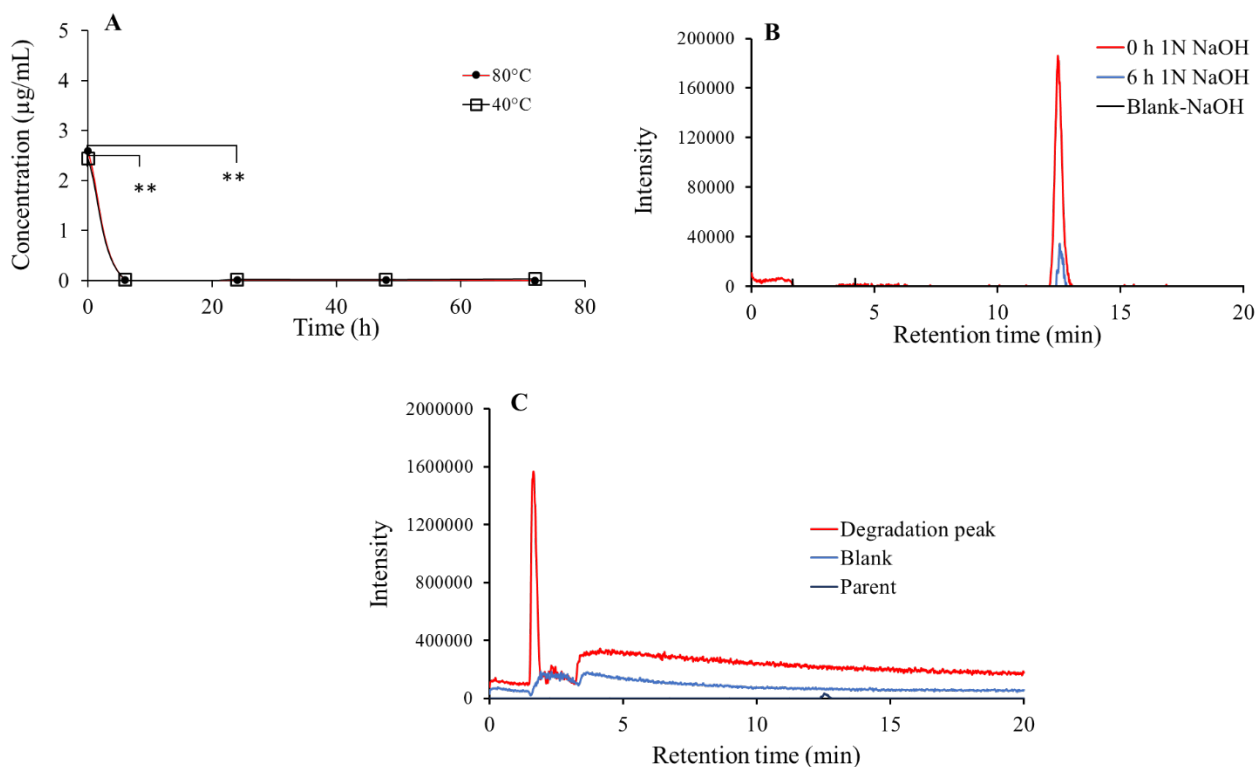 A
Concentration (µg/mL)
5
4
3
2
1
0
80°C
40°C
**
**
0 20 40 60 80
Time (h)
B
Intensity
200000
160000
120000
80000
40000
0
0 h 1N NaOH
6 h 1N NaOH
Blank-NaOH
0 5 10 15 20
Retention time (min)
C
Intensity
2000000
1600000
1200000
800000
400000
0
Degradation peak
Blank
Parent
0 5 10 15 20
Retention time (min)